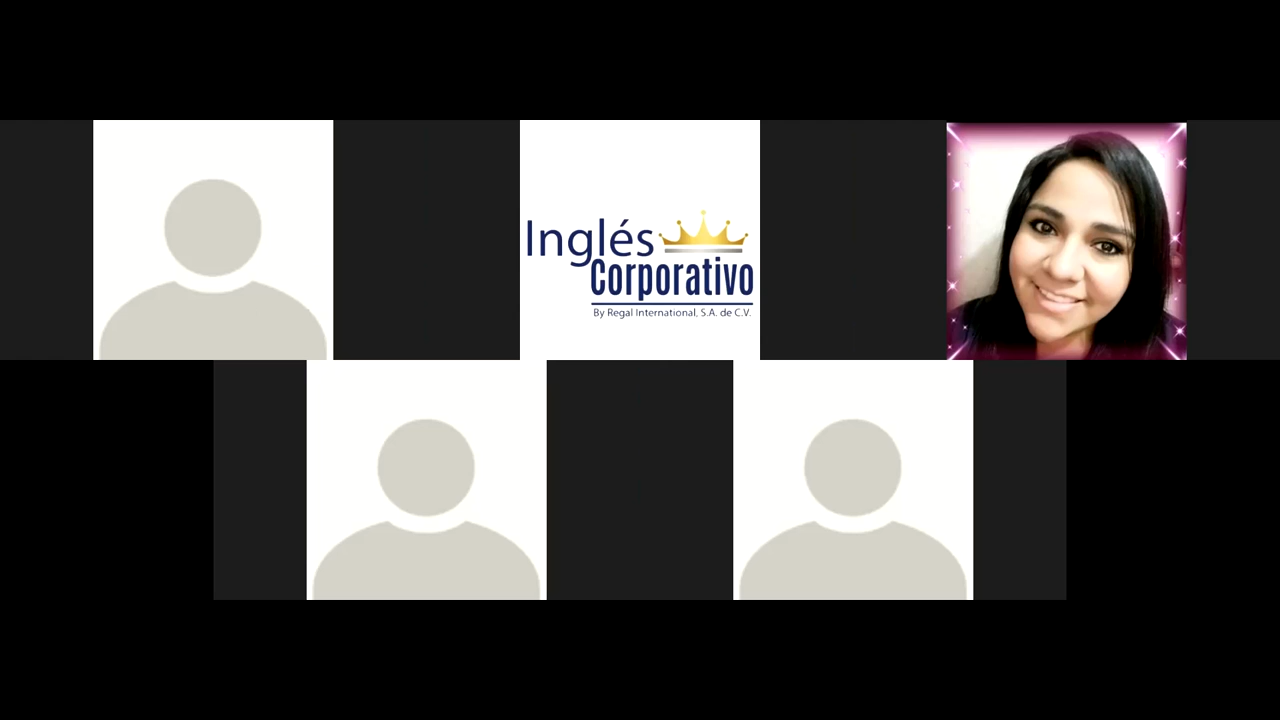 Inglés
Corporativo
By Regal International, S.A. de C.V.